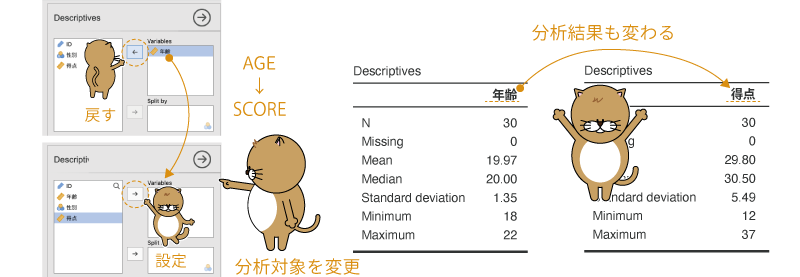 Descriptives
ID
性別
得点
Variables
年齢
Split by
戻す
AGE
↓
SCORE
Descripti
ID
年齢
性別
得点
Variables
Split
設定
分析対象を変更
分析結果も変わる
Descriptives
年齢
N 30
Missing 0
Mean 19.97
Median 20.00
Standard deviation 1.35
Minimum 18
Maximum 22
Descriptives
得点
30
g 0
29.80
30.50
ndard deviation 5.49
Minimum 12
Maximum 37